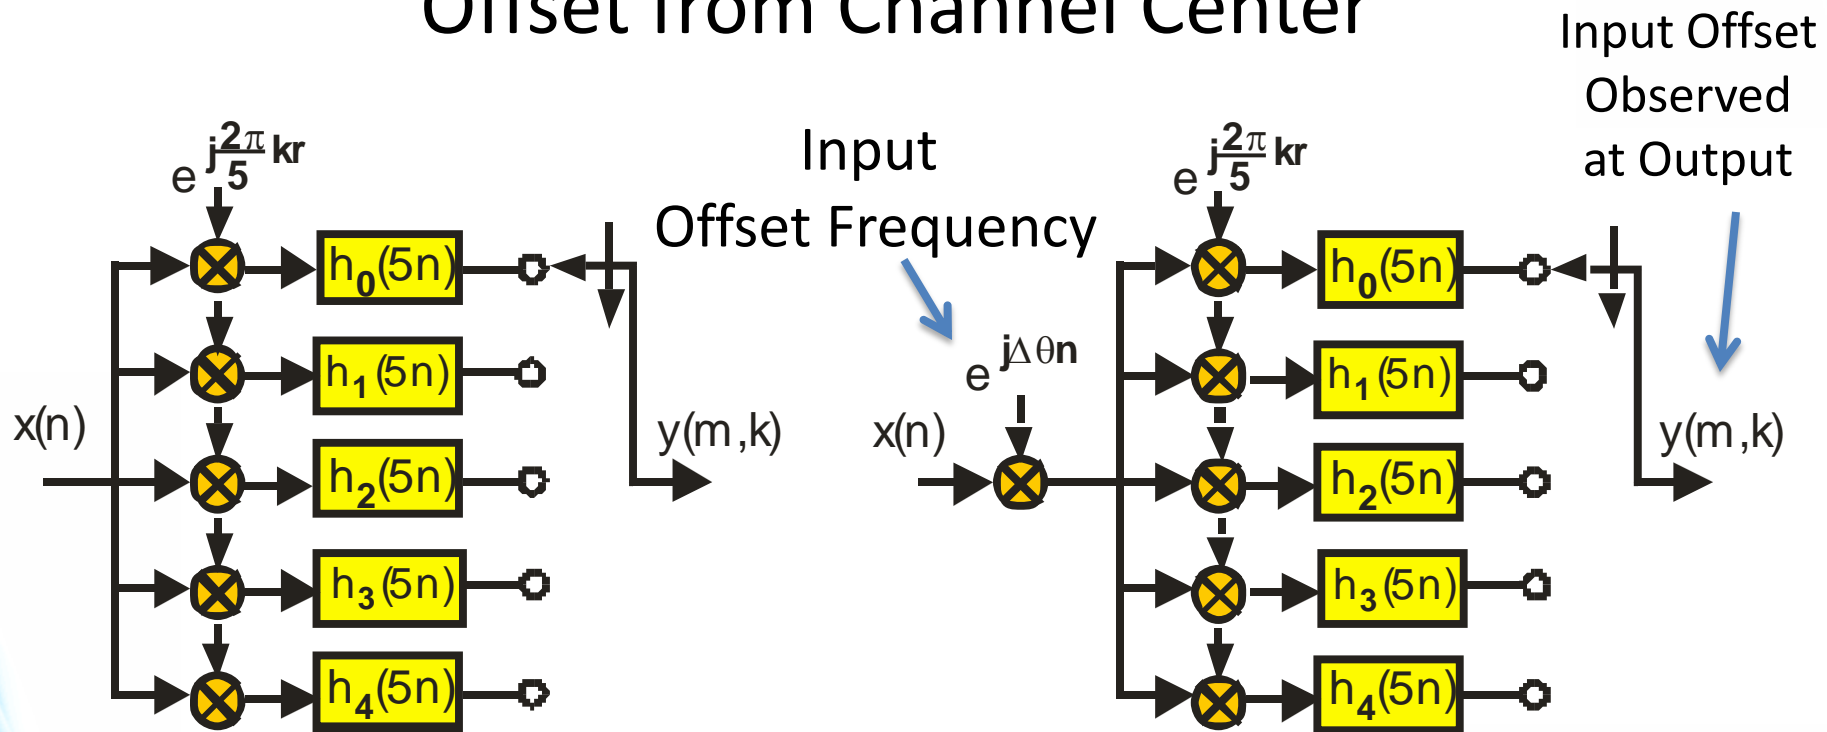 Offset from Channel Center
Input Offset
Observed
at Output
e j2π/5 kr
Input
Offset Frequency
e j2π/5 kr
h0(5n)
h1(5n)
x(n)
h2(5n)
y(m,k)
h3(5n)
h4(5n)
e jΔθn
x(n)
h0(5n)
h1(5n)
h2(5n)
y(m,k)
h3(5n)
h4(5n)